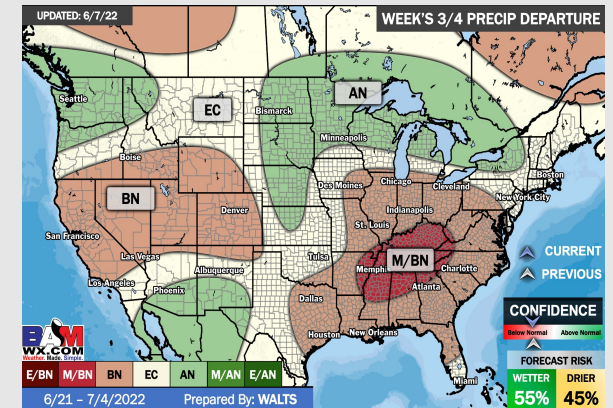 UPDATED: 6/7/22
WEEK'S 3/4 PRECIP DEPARTURE
Seattle
EC
Bismarck
AN
Minneapolis
Boise
Boston
Des Moines
Chicago
Cleveland
New York City
BN
Denver
Indianapolis
St. Louis
San Francisco
Las Vegas
Tulsa
M/BN
CURRENT
Albuquerque
Memphis
Charlotte
PREVIOUS
Los Angeles
Phoenix
Atlanta
Dallas
CONFIDENCE
Below Normal
Above Normal
Houston
New Orleans
BAM
WX.COM
Weather. Made. Simple.
FORECAST RISK
E/BN
M/BN
BN
EC
AN
M/AN
E/AN
Miami
WETTER
DRIER
55%
45%
6/21 – 7/4/2022
Prepared By: WALTS